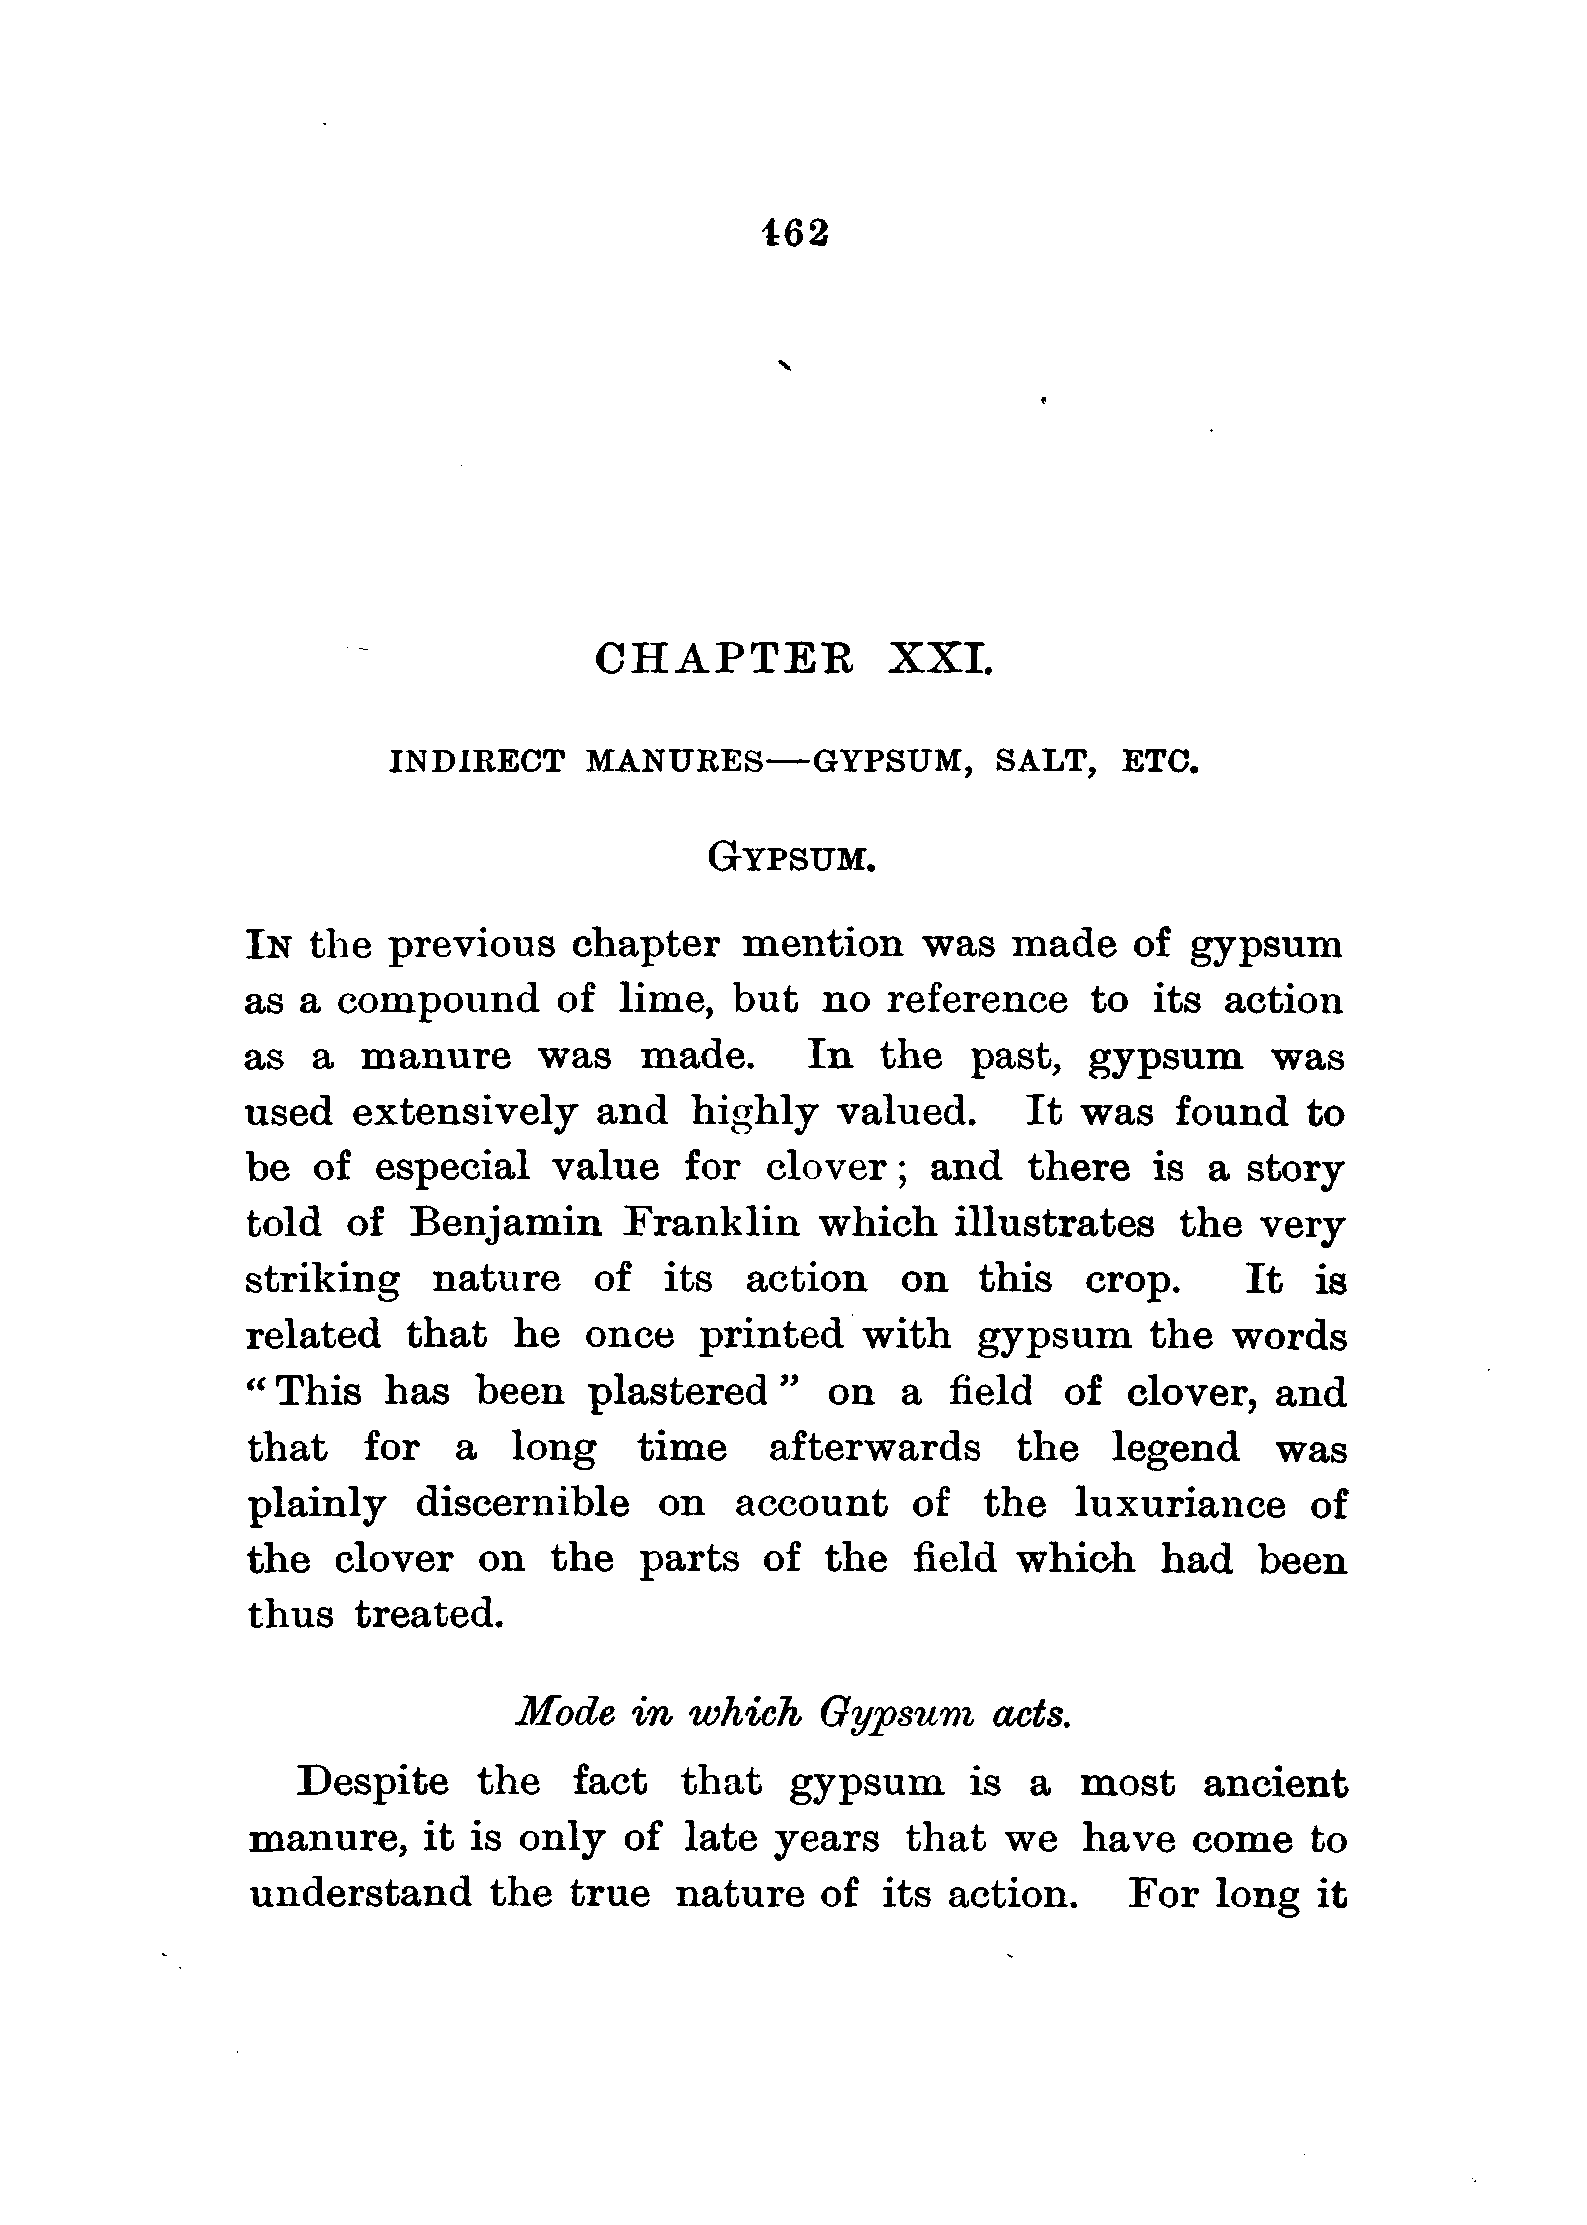 462
CHAPTER XXI.
INDIRECT MANURES—GYPSUM, SALT, ETC.
GYPSUM.
IN the previous chapter mention was made of gypsum
as a compound of lime, but no reference to its action
as a manure was made. In the past, gypsum was
used extensively and highly valued. It was found to
be of especial value for clover; and there is a story
told of Benjamin Franklin which illustrates the very
striking nature of its action on this crop. It is
related that he once printed with gypsum the words
“This has been plastered” on a field of clover, and
that for a long time afterwards the legend was
plainly discernible on account of the luxuriance of
the clover on the parts of the field which had been
thus treated.
Mode in which Gypsum acts.
Despite the fact that gypsum is a most ancient
manure, it is only of late years that we have come to
understand the true nature of its action. For long it